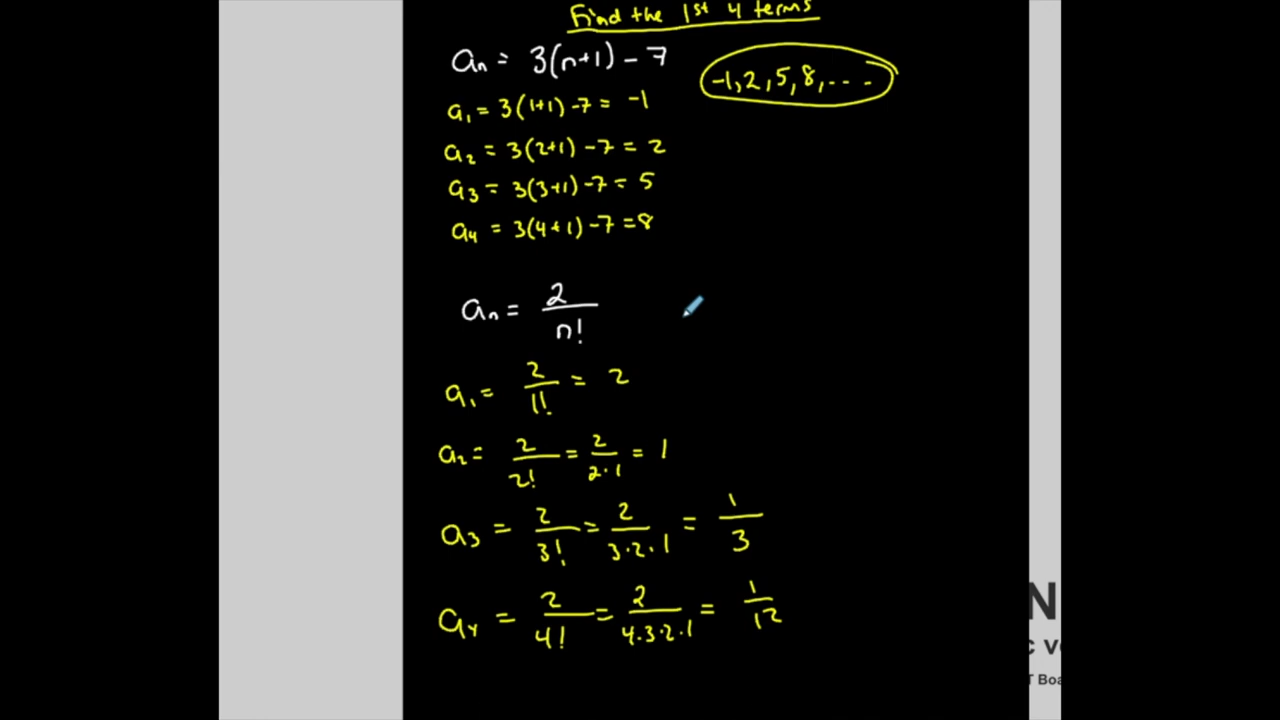 Find the 1st 4 terms
aₙ = 3(n+1) - 7
-1, 2, 5, 8, ....
a₁ = 3(1+1) -7 = -1
a₂ = 3(2+1) -7 = 2
a₃ = 3(3+1) -7 = 5
a₄ = 3(4+1) -7 = 8
aₙ = 2/n!
a₁ = 2/1! = 2
a₂ = 2/2! = 2/2·1 = 1
a₃ = 2/3! = 2/3·2·1 = 1/3
a₄ = 2/4! = 2/4·3·2·1 = 1/12
N
c v
T Boa